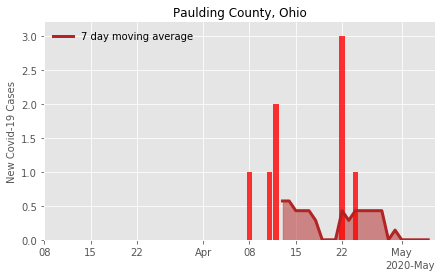 Paulding County, Ohio
7 day moving average
New Covid-19 Cases
3.0
2.5
2.0
1.5
1.0
0.5
0.0
08 15 22 Apr 08 15 22 May
2020-May